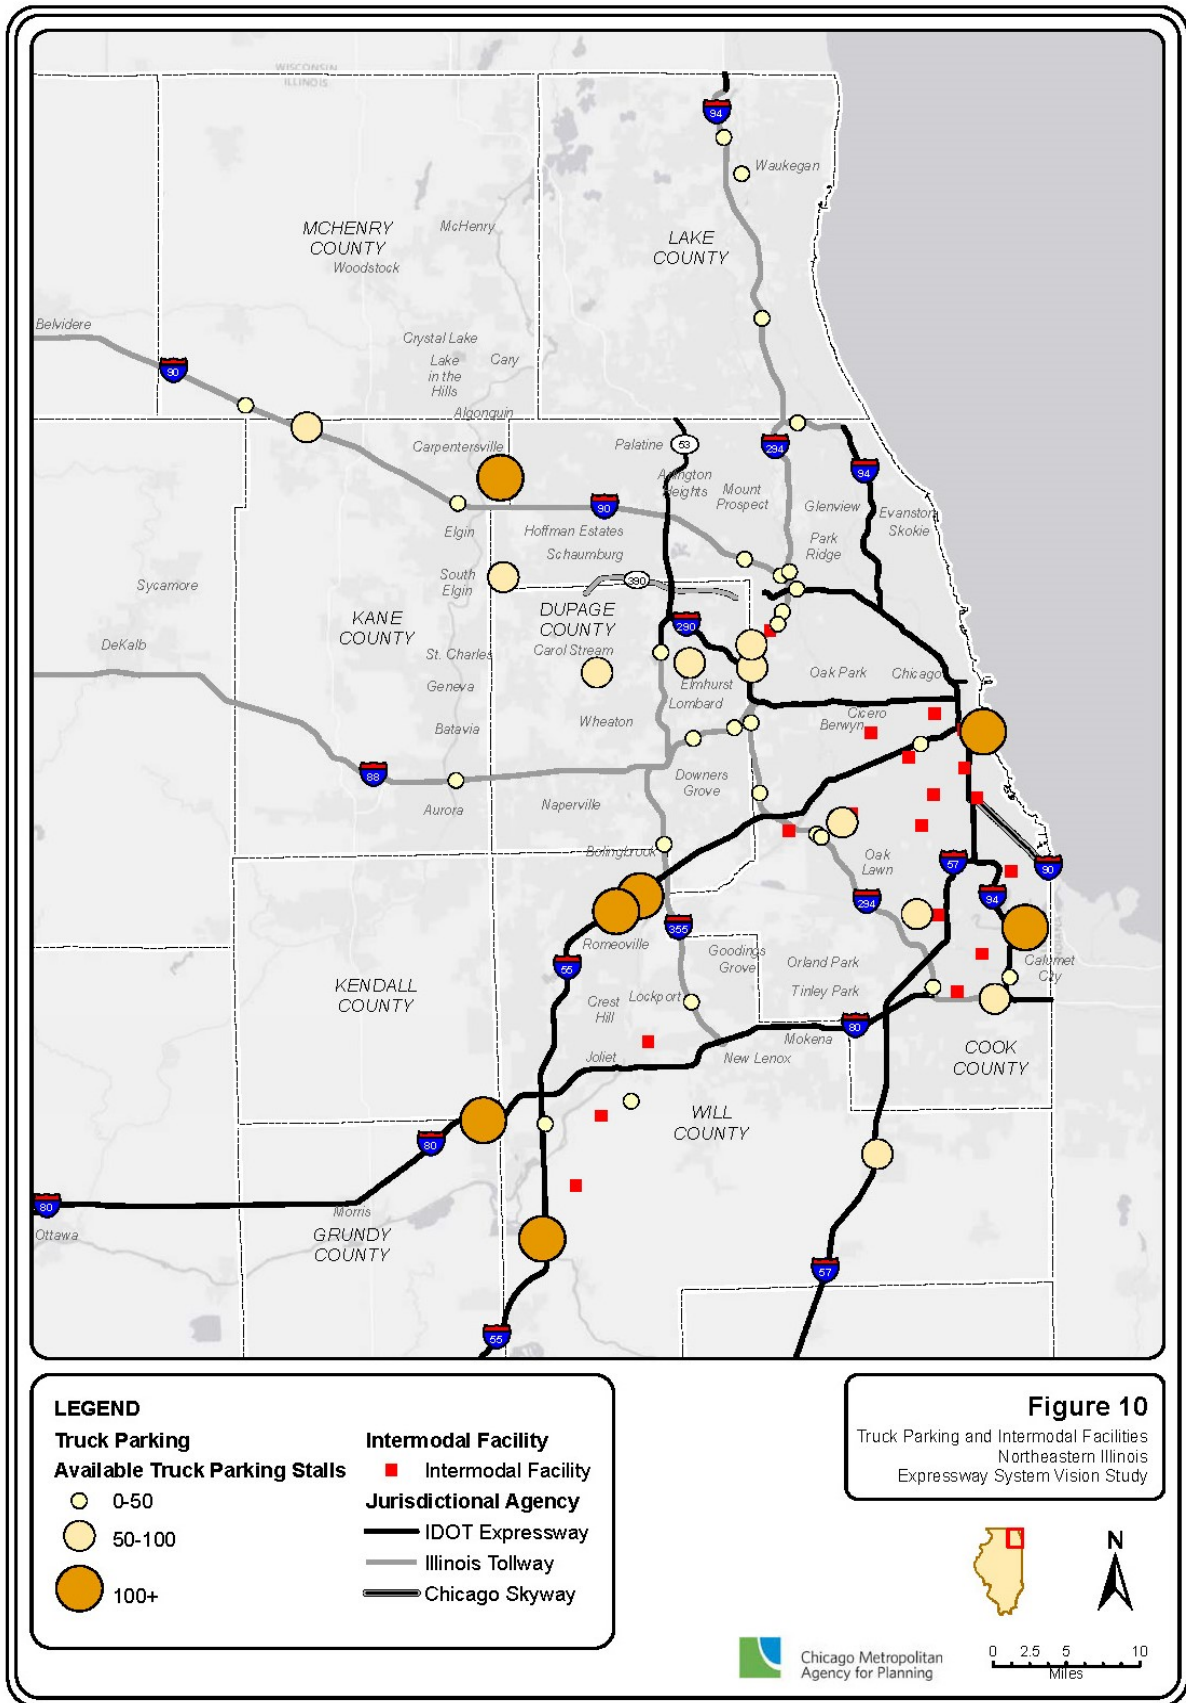 WISCONSIN
ILLINOIS
94
Waukegan
MCHENRY
COUNTY
McHenry
Woodstock
LAKE
COUNTY
Belvidere
90
Crystal Lake
Lake
in the
Hills
Cary
Algonquin
Carpentersville
Palatine
53
294
94
Arlington
Heights
Mount
Prospect
Glenview
Evanston
Skokie
90
Elgin
Hoffman Estates
Schaumburg
Park
Ridge
Sycamore
South
Elgin
390
KANE
COUNTY
DUPAGE
COUNTY
290
DeKalb
St. Charles
Carol Stream
Geneva
Elmhurst
Lombard
Oak Park
Chicago
Batavia
Wheaton
Cicero
Berwyn
88
Aurora
Naperville
Downers
Grove
Bolingbrook
Oak
Lawn
57
90
294
94
355
Romeoville
Goodings
Grove
Orland Park
Calumet
City
55
KENDALL
COUNTY
Crest
Hill
Lockport
Tinley Park
80
Mokena
Joliet
New Lenox
COOK
COUNTY
WILL
COUNTY
80
80
Morris
Ottawa
GRUNDY
COUNTY
57
55
LEGEND
Truck Parking
Available Truck Parking Stalls
0-50
50-100
100+
Intermodal Facility
Intermodal Facility
Jurisdictional Agency
IDOT Expressway
Illinois Tollway
Chicago Skyway
Figure 10
Truck Parking and Intermodal Facilities
Northeastern Illinois
Expressway System Vision Study
N
Chicago Metropolitan
Agency for Planning
0 2.5 5 10
Miles